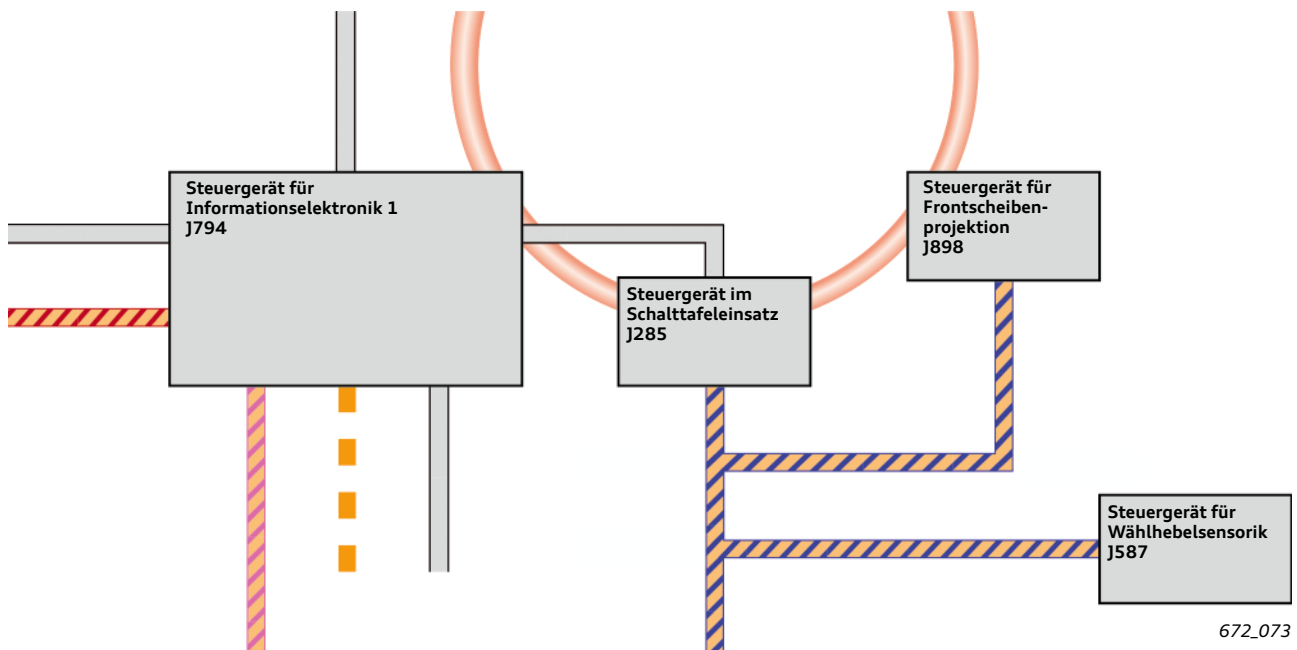 Steuergerät für
Informationselektronik 1
J794
Steuergerät im
Schalttafeleinsatz
J285
Steuergerät für
Frontscheiben-
projektion
J898
Steuergerät für
Wählhebelsensorik
J587
672_073